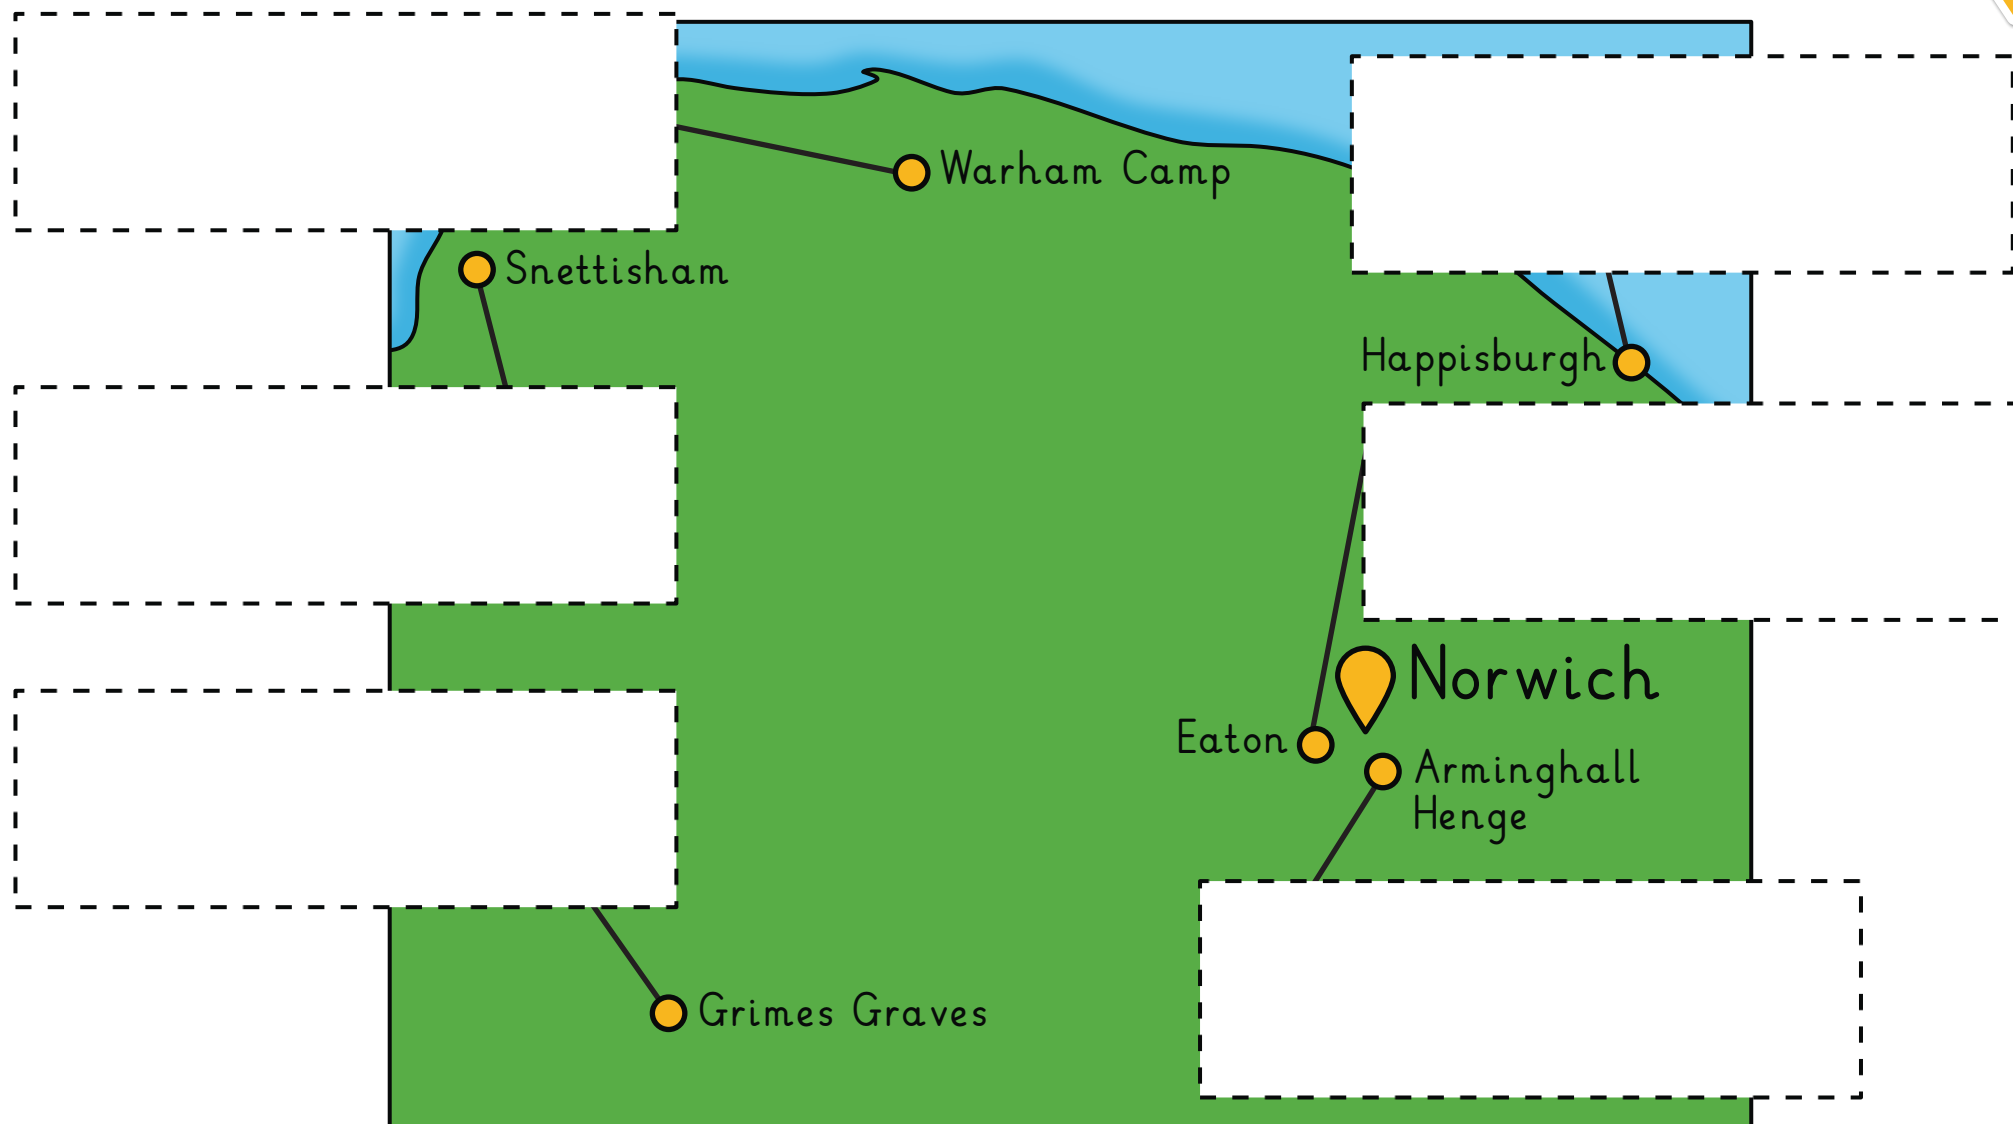 Warham Camp
Snettisham
Happisburgh
Norwich
Eaton
Arminghall
Henge
Grimes Graves